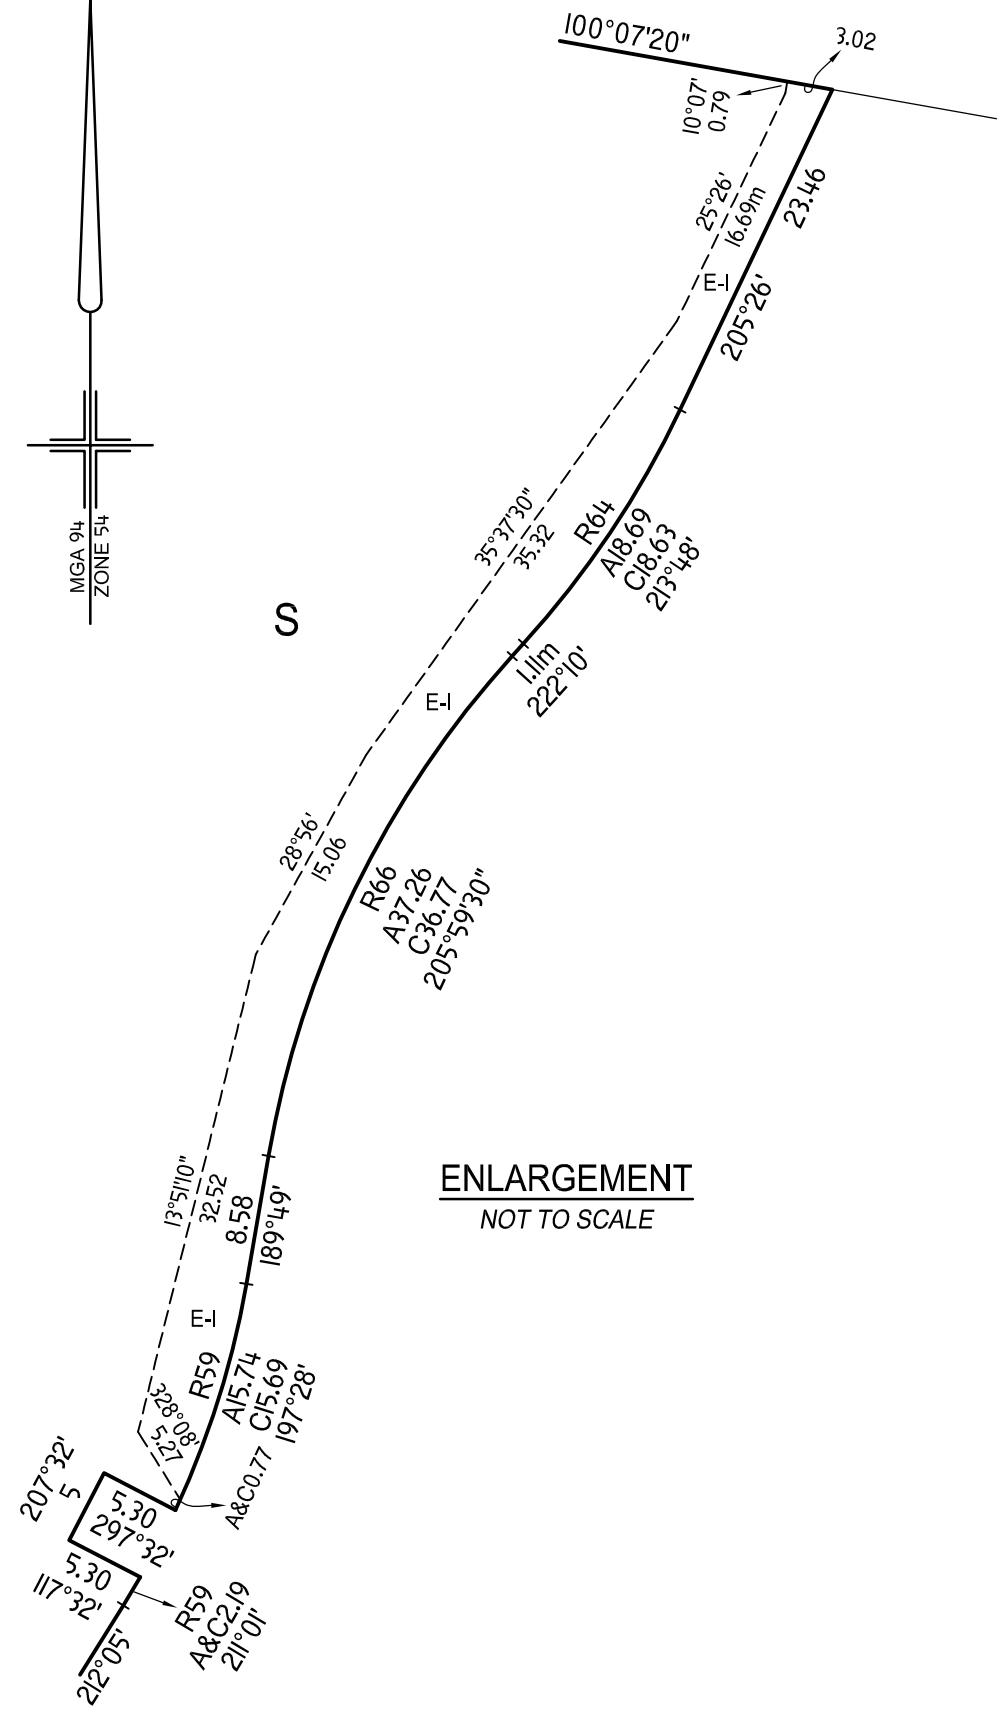 100°07'20"
3.02
10°07'
0.79
25°26'
16.69m
23.46
E-1
205°26'
MGA 94
ZONE 54
35°37'30"
35.32
R64
A18.69
C18.63
213°48'
S
1.11m
222°10'
E-1
28°56'
15.06
R66
A37.26
C36.77
205°59'30"
13°51'10"
32.52
8.58
189°49'
ENLARGEMENT
NOT TO SCALE
E-1
R59
A15.74
C15.69
197°28'
328°08'
5.27
A&C0.77
207°32'
5
5.30
297°32'
5.30
117°32'
R59
A&C2.19
211°01'
212°05'